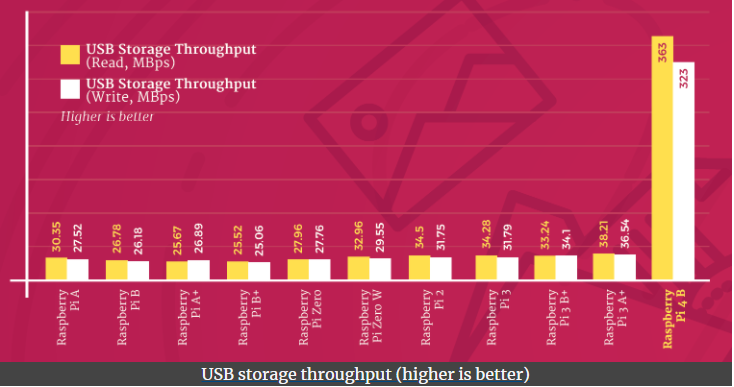 USB Storage Throughput
(Read, MBps)
USB Storage Throughput
(Write, MBps)
Higher is better
30.35
27.52
26.78
26.18
25.67
26.89
25.52
25.06
27.96
27.76
32.96
29.55
34.5
31.75
34.28
31.79
33.24
34.1
38.21
36.54
363
323
Raspberry
Pi A
Raspberry
Pi B
Raspberry
Pi A+
Raspberry
Pi B+
Raspberry
Pi Zero
Raspberry
Pi Zero W
Raspberry
Pi 2
Raspberry
Pi 3
Raspberry
Pi 3 B+
Raspberry
Pi 3 A+
Raspberry
Pi 4 B
USB storage throughput (higher is better)